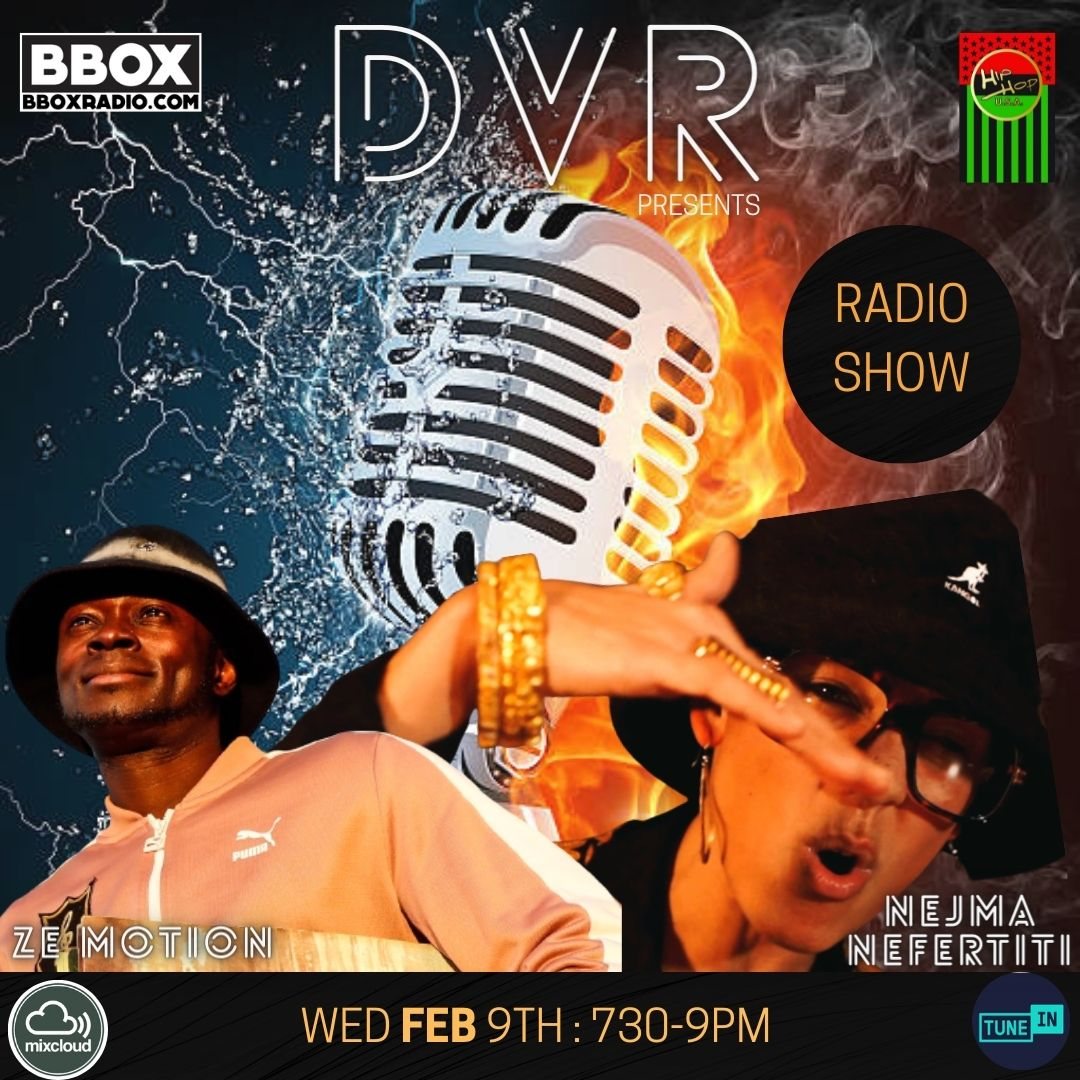 BBOX
BBOXRADIO.COM
DVR
PRESENTS
HIP
HOP
U.S.A.
RADIO
SHOW
KANGOL
PUMA
ZE MOTION
NEJMA
NEFERTITI
mixcloud
WED FEB 9TH : 730-9PM
TUNE IN